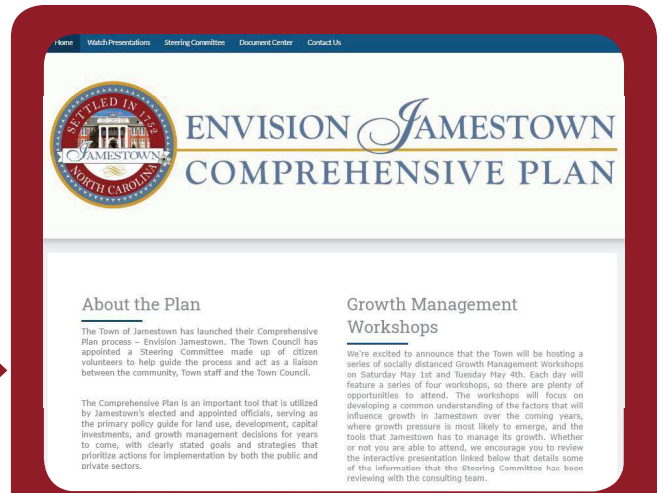 Home Watch Presentations Steering Committee Document Center Contact Us
SETTLED IN 1752
JAMESTOWN
NORTH CAROLINA
ENVISION JAMESTOWN
COMPREHENSIVE PLAN
About the Plan
The Town of Jamestown has launched their Comprehensive
Plan process – Envision Jamestown. The Town Council has
appointed a Steering Committee made up of citizen
volunteers to help guide the process and act as a liaison
between the community, Town staff and the Town Council.
The Comprehensive Plan is an important tool that is utilized
by Jamestown's elected and appointed officials, serving as
the primary policy guide for land use, development, capital
investments, and growth management decisions for years
to come, with clearly stated goals and strategies that
prioritize actions for implementation by both the public and
private sectors.
Growth Management
Workshops
We're excited to announce that the Town will be hosting a
series of socially distanced Growth Management Workshops
on Saturday May 1st and Tuesday May 4th. Each day will
feature a series of four workshops, so there are plenty of
opportunities to attend. The workshops will focus on
developing a common understanding of the factors that will
influence growth in Jamestown over the coming years,
where growth pressure is most likely to emerge, and the
tools that Jamestown has to manage its growth. Whether
or not you are able to attend, we encourage you to review
the interactive presentation linked below that details some
of the information that the Steering Committee has been
reviewing with the consulting team.